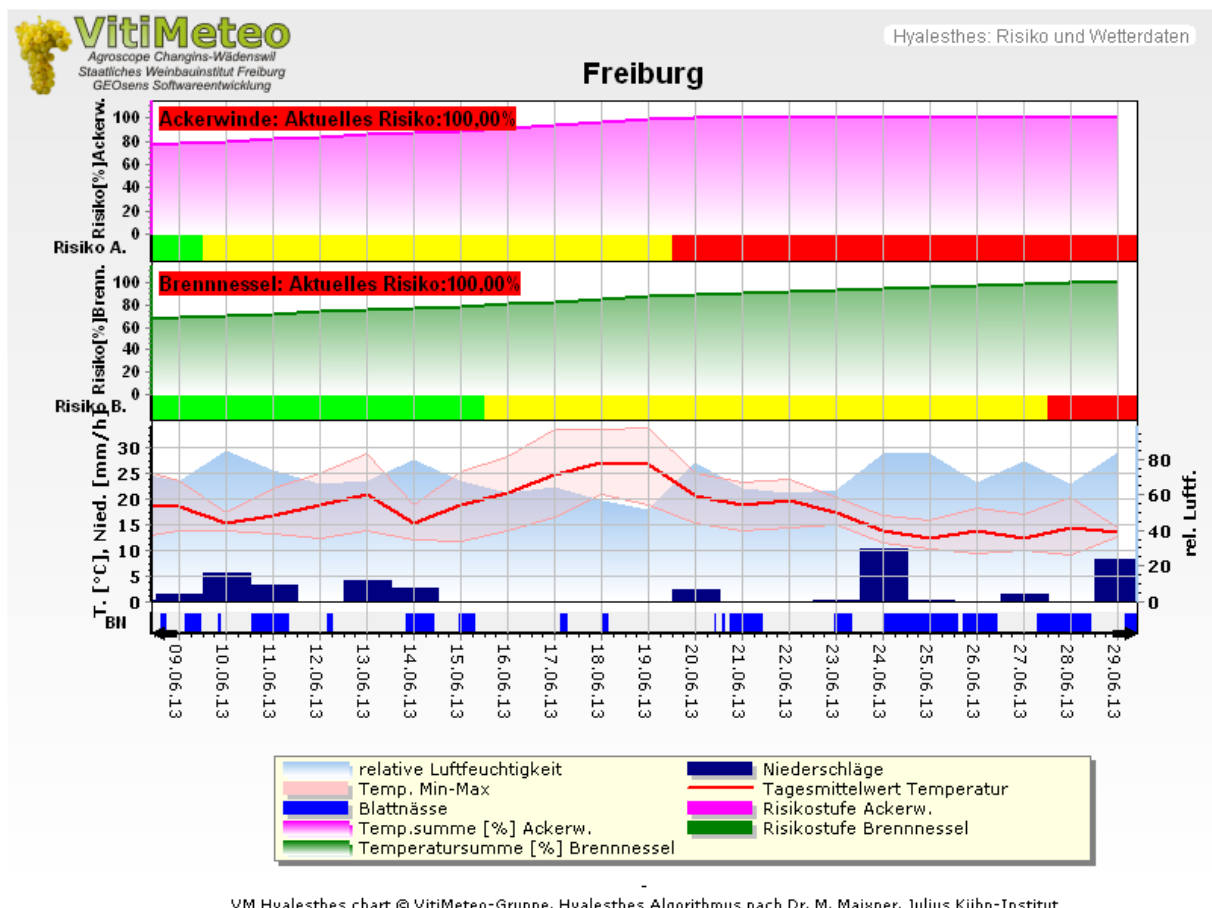 VitiMeteo
Agroscope Changins-Wädenswil
Staatliches Weinbauinstitut Freiburg
GEOsens Softwareentwicklung
Hyalesthes: Risiko und Wetterdaten
Freiburg
Risiko[%]Ackerw.
100
80
60
40
20
0
Ackerwinde: Aktuelles Risiko:100,00%
Risiko A.
Risiko[%]Brenn.
100
80
60
40
20
0
Brennnessel: Aktuelles Risiko:100,00%
Risiko B.
T. [°C], Nied. [mm/h]
30
25
20
15
10
5
0
80
60
40
20
0
rel. Luftf.
BN
09.06.13
10.06.13
11.06.13
12.06.13
13.06.13
14.06.13
15.06.13
16.06.13
17.06.13
18.06.13
19.06.13
20.06.13
21.06.13
22.06.13
23.06.13
24.06.13
25.06.13
26.06.13
27.06.13
28.06.13
29.06.13
relative Luftfeuchtigkeit
Niederschläge
Temp. Min-Max
Tagesmittelwert Temperatur
Blattnässe
Risikostufe Ackerw.
Temp.summe [%] Ackerw.
Risikostufe Brennnessel
Temperatursumme [%] Brennnessel
-
VM Hyalesthes chart © VitiMeteo-Gruppe, Hyalesthes Algorithmus nach Dr. M. Maixner, Julius Kühn-Institut